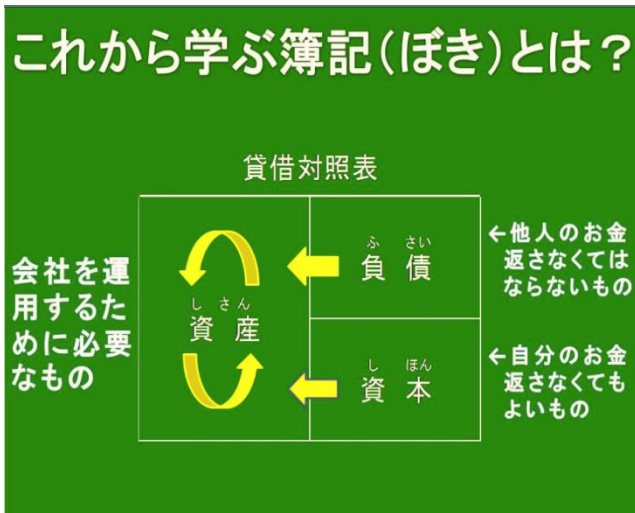 これから学ぶ簿記(ぼき)とは?
貸借対照表
会社を運
用するた
めに必要
なもの
しさん
資産
ふさい
負債
しほん
資本
←他人のお金
返さなくては
ならないもの
←自分のお金
返さなくても
よいもの